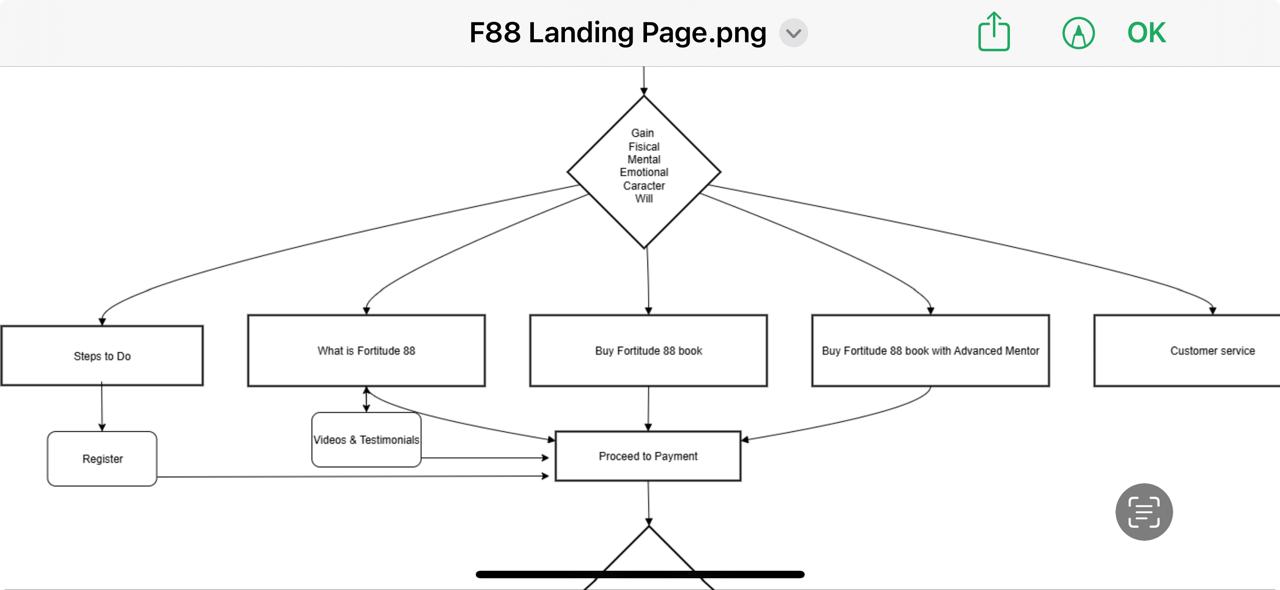 F88 Landing Page.png
OK
Gain
Fisical
Mental
Emotional
Caracter
Will
Steps to Do
What is Fortitude 88
Buy Fortitude 88 book
Buy Fortitude 88 book with Advanced Mentor
Customer service
Videos & Testimonials
Register
Proceed to Payment